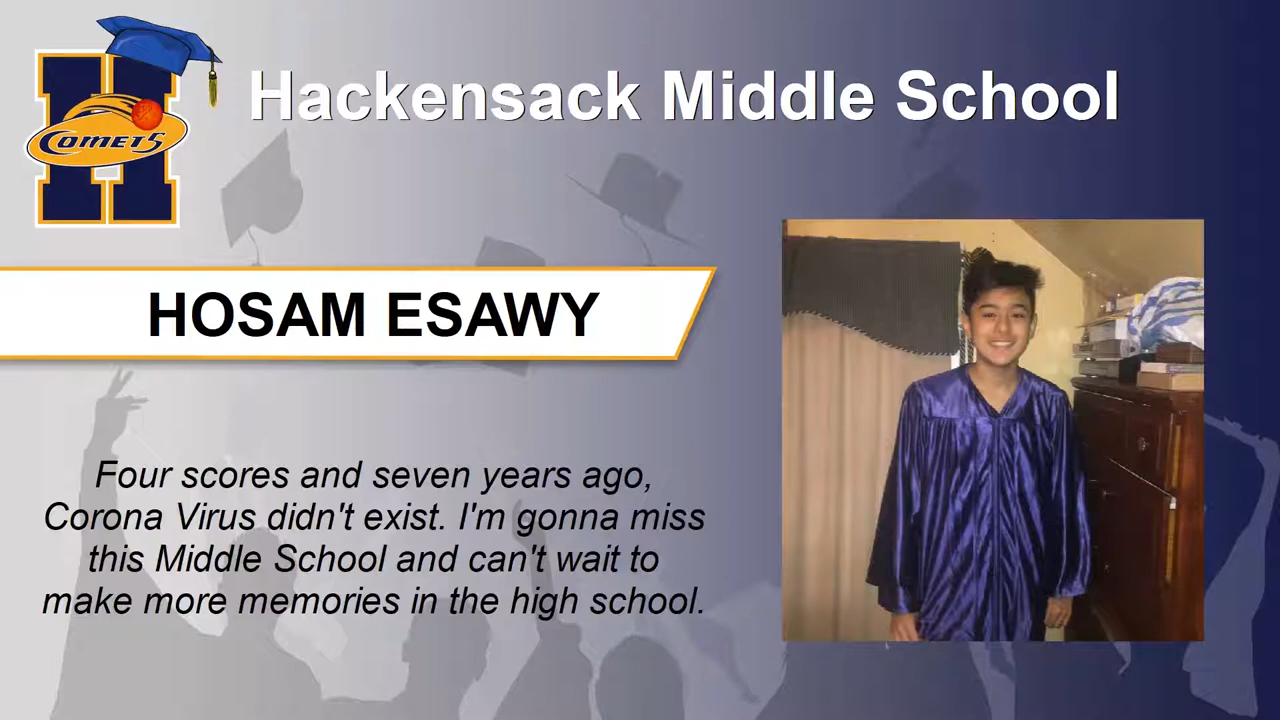 Hackensack Middle School
COMETS
HOSAM ESAWY
Four scores and seven years ago,
Corona Virus didn't exist. I'm gonna miss
this Middle School and can't wait to
make more memories in the high school.